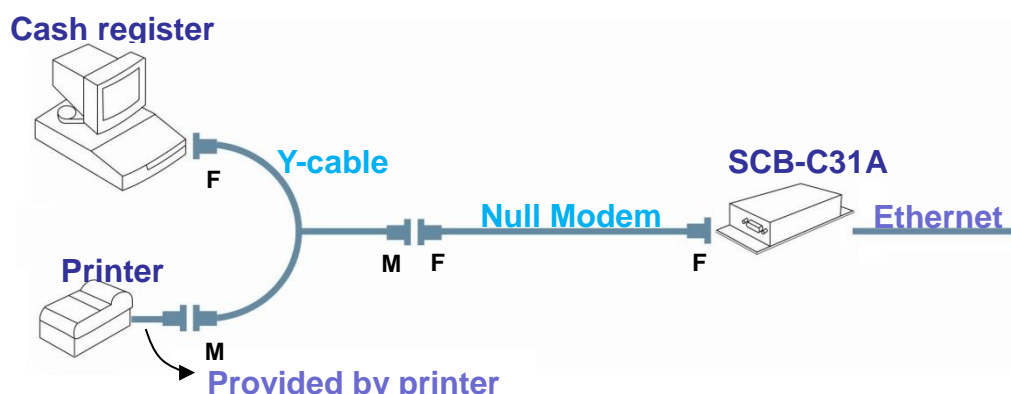 Cash register
F
Y-cable
SCB-C31A
Null Modem
Ethernet
M F
F
Printer
M
Provided by printer